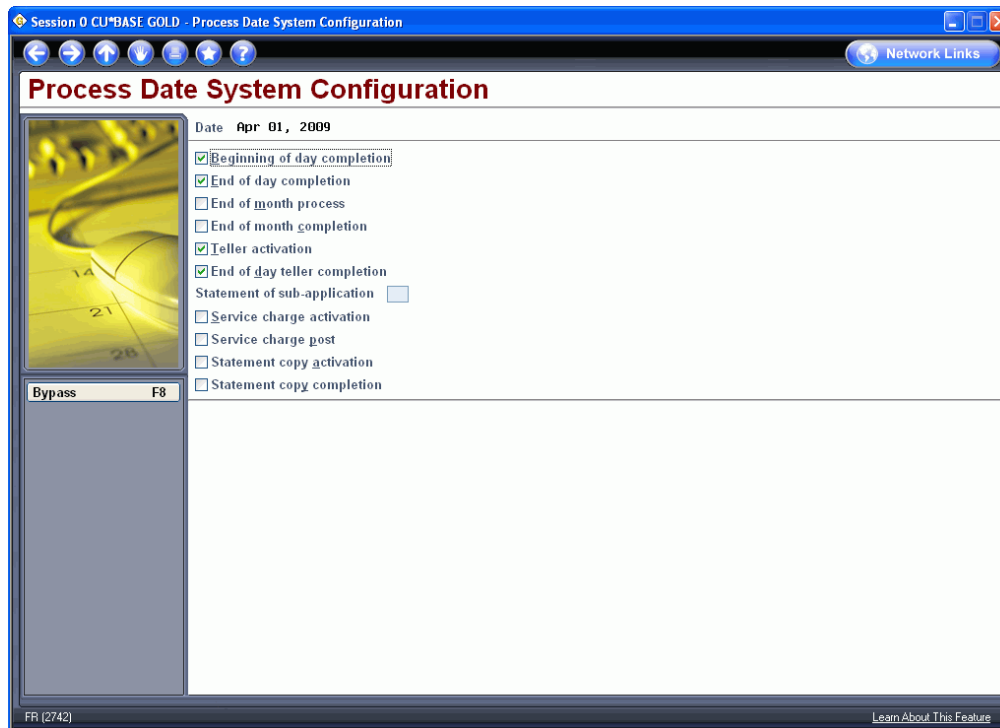 Session 0 CU*BASE GOLD - Process Date System Configuration
Network Links
Process Date System Configuration
Date Apr 01, 2009
Beginning of day completion
End of day completion
End of month process
End of month completion
Teller activation
End of day teller completion
Statement of sub-application
Service charge activation
Service charge post
Statement copy activation
Statement copy completion
14
21
28
Bypass F8
FR (2742)
Learn About This Feature